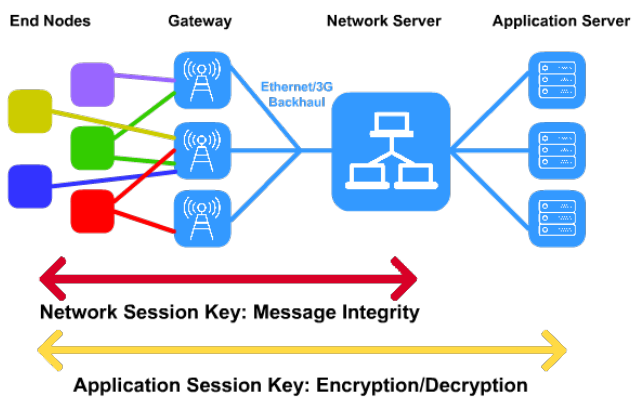 End Nodes
Gateway
Network Server
Application Server
Ethernet/3G
Backhaul
Network Session Key: Message Integrity
Application Session Key: Encryption/Decryption